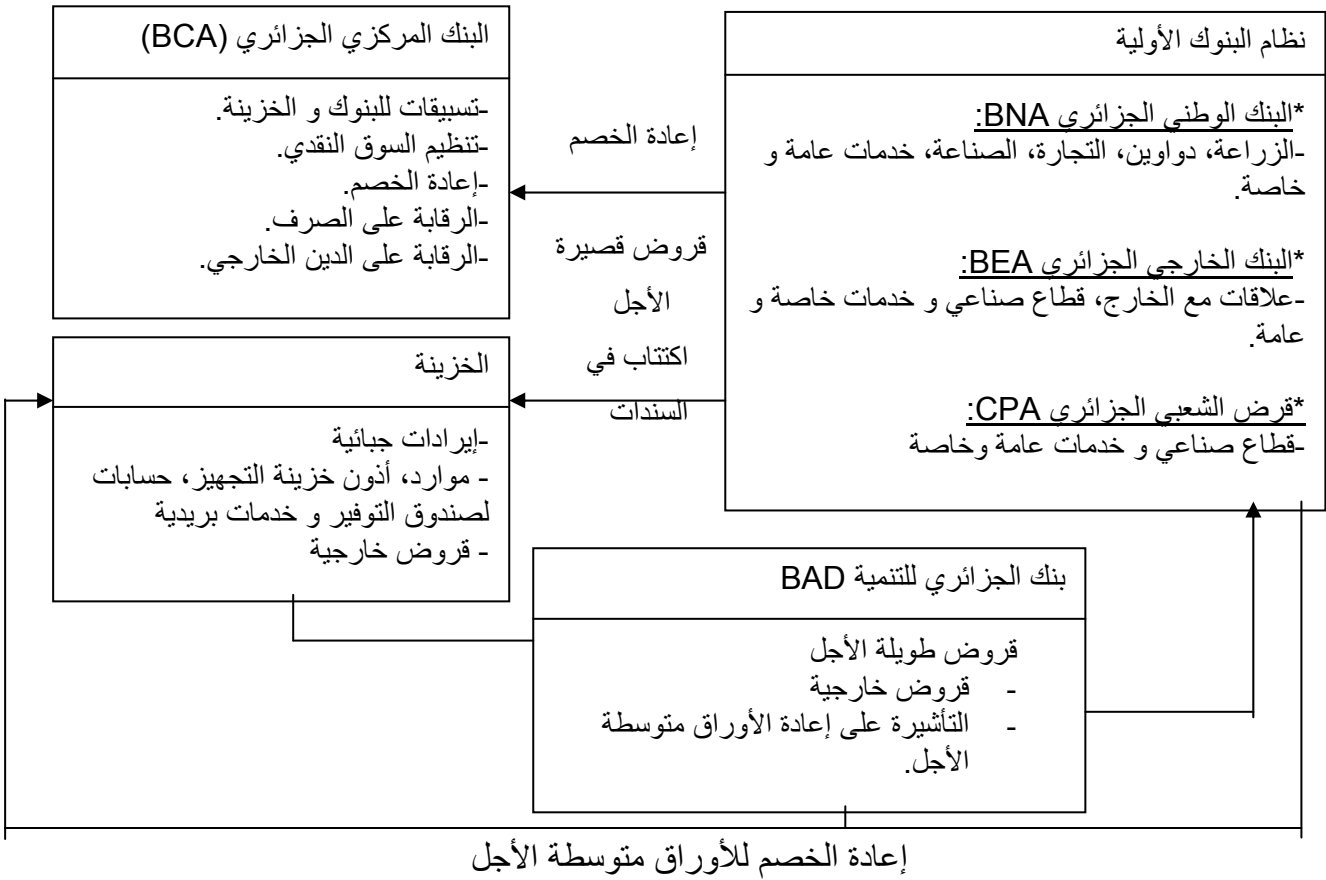 نظام البنوك الأولية
*البنك الوطني الجزائري BNA:
-الزراعة، دواوين، التجارة، الصناعة، خدمات عامة و
خاصة.
*البنك الخارجي الجزائري BEA:
-علاقات مع الخارج، قطاع صناعي و خدمات خاصة و
عامة.
*قرض الشعبي الجزائري CPA:
-قطاع صناعي و خدمات عامة وخاصة
إعادة الخصم
قروض قصيرة
الأجل
اكتتاب في
السندات
البنك المركزي الجزائري (BCA)
-تسبيقات للبنوك و الخزينة.
-تنظيم السوق النقدي.
-إعادة الخصم.
-الرقابة على الصرف.
-الرقابة على الدين الخارجي.
الخزينة
-إيرادات جبائية
- موارد، أذون خزينة التجهيز، حسابات
لصندوق التوفير و خدمات بريدية
- قروض خارجية
بنك الجزائري للتنمية BAD
قروض طويلة الأجل
- قروض خارجية
- التأشيرة على إعادة الأوراق متوسطة
الأجل.
إعادة الخصم للأوراق متوسطة الأجل